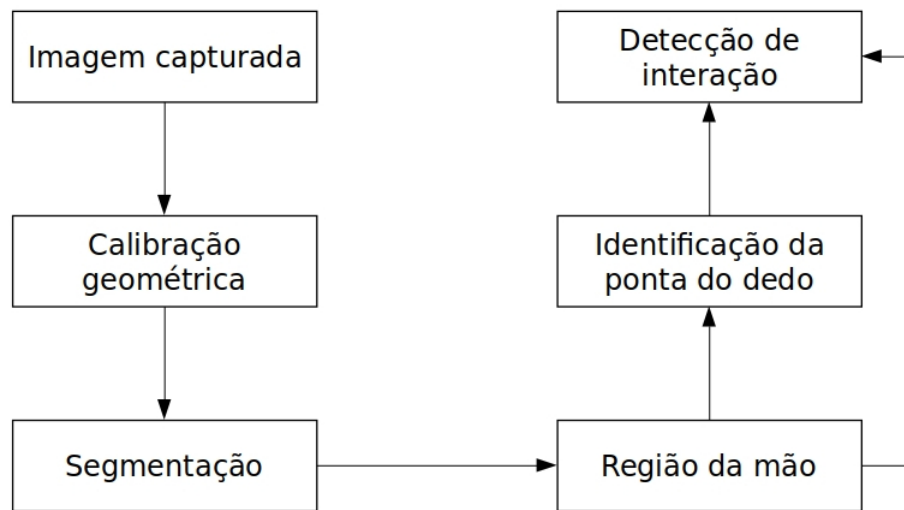 Imagem capturada
Calibração
geométrica
Segmentação
Região da mão
Identificação da
ponta do dedo
Detecção de
interação